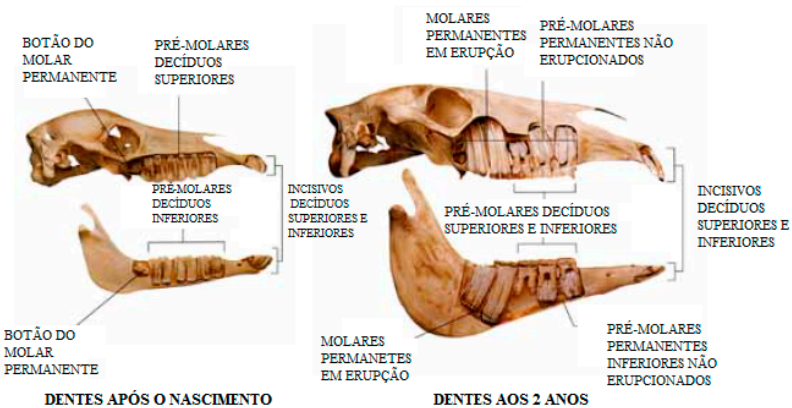 BOTÃO DO
MOLAR
PERMANENTE
PRÉ-MOLARES
DECÍDUOS
SUPERIORES
PRÉ-MOLARES
DECÍDUOS
INFERIORES
INCISIVOS
DECÍDUOS
SUPERIORES E
INFERIORES
BOTÃO DO
MOLAR
PERMANENTE
DENTES APÓS O NASCIMENTO
MOLARES
PERMANENTES
EM ERUPÇÃO
PRÉ-MOLARES
PERMANENTES NÃO
ERUPCIONADOS
PRÉ-MOLARES DECÍDUOS
SUPERIORES E INFERIORES
INCISIVOS
DECÍDUOS
SUPERIORES E
INFERIORES
MOLARES
PERMANETES
EM ERUPÇÃO
PRÉ-MOLARES
PERMANENTES
INFERIORES NÃO
ERUPCIONADOS
DENTES AOS 2 ANOS